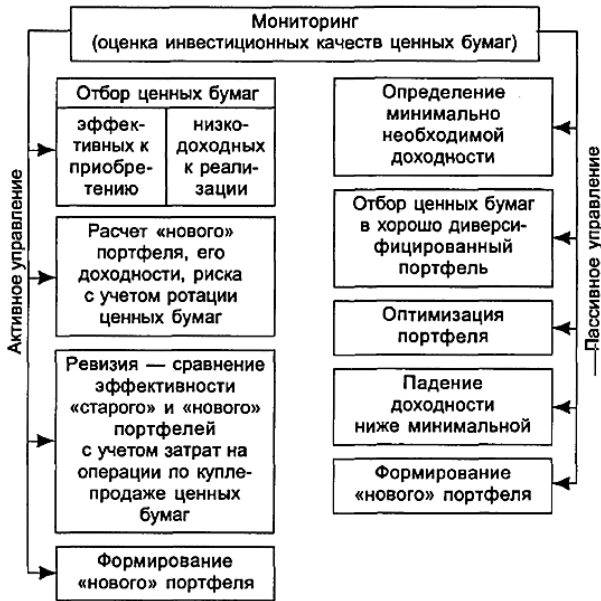 Мониторинг
(оценка инвестиционных качеств ценных бумаг)
Активное управление
Отбор ценных бумаг
эффек-
тивных к
приобре-
тению
низко-
доходных
к реали-
зации
Расчет «нового»
портфеля, его
доходности, риска
с учетом ротации
ценных бумаг
Ревизия — сравнение
эффективности
«старого» и «нового»
портфелей
с учетом затрат на
операции по купле-
продаже ценных
бумаг
Формирование
«нового» портфеля
Определение
минимально
необходимой
доходности
Отбор ценных бумаг
в хорошо диверси-
фицированный
портфель
Оптимизация
портфеля
Падение
доходности
ниже минимальной
Формирование
«нового» портфеля
Пассивное управление